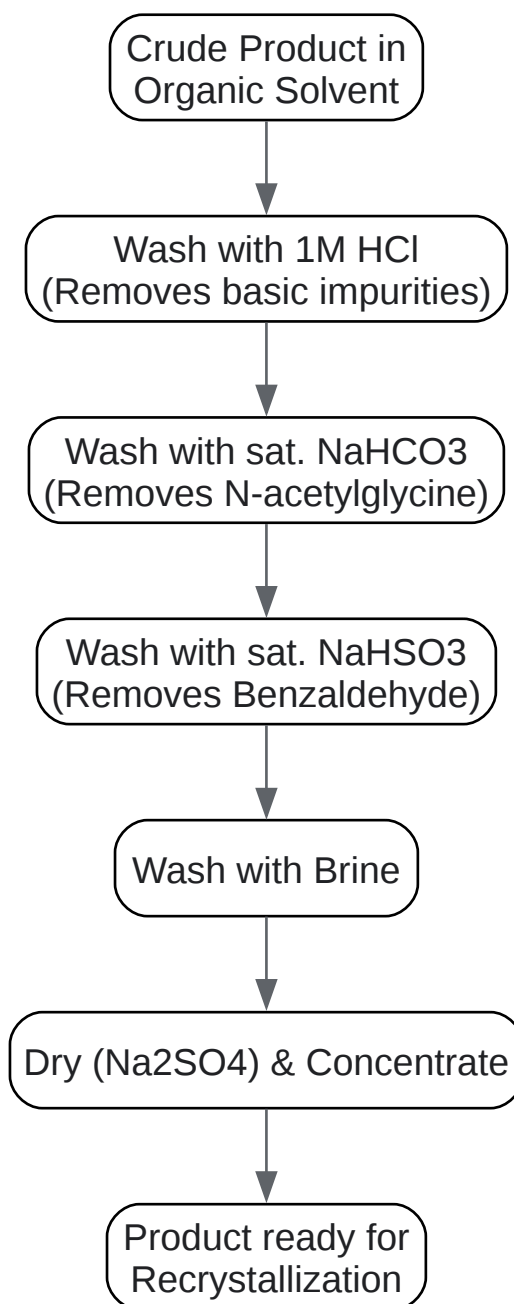 Crude Product in
Organic Solvent
Wash with 1M HCl
(Removes basic impurities)
Wash with sat. NaHCO3
(Removes N-acetylglycine)
Wash with sat. NaHSO3
(Removes Benzaldehyde)
Wash with Brine
Dry (Na2SO4) & Concentrate
Product ready for
Recrystallization